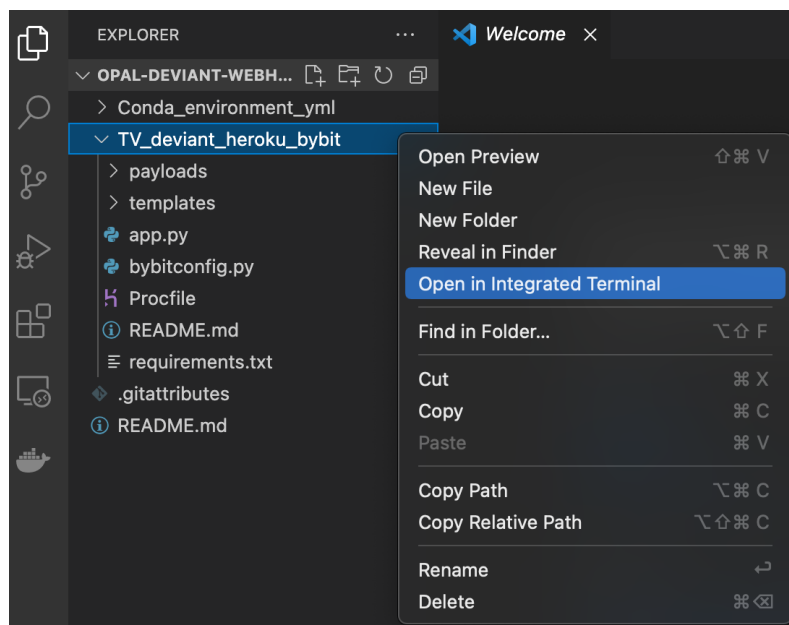 EXPLORER ···
Welcome ×
OPAL-DEVIANT-WEBH...
Conda_environment_yml
TV_deviant_heroku_bybit
payloads
templates
app.py
bybitconfig.py
Procfile
README.md
requirements.txt
.gitattributes
README.md
Open Preview ⇧⌘ V
New File
New Folder
Reveal in Finder ⌥⌘ R
Open in Integrated Terminal
Find in Folder... ⌥⇧ F
Cut ⌘ X
Copy ⌘ C
Paste ⌘ V
Copy Path ⌥⌘ C
Copy Relative Path ⌥⇧⌘ C
Rename ↩
Delete ⌘⌫